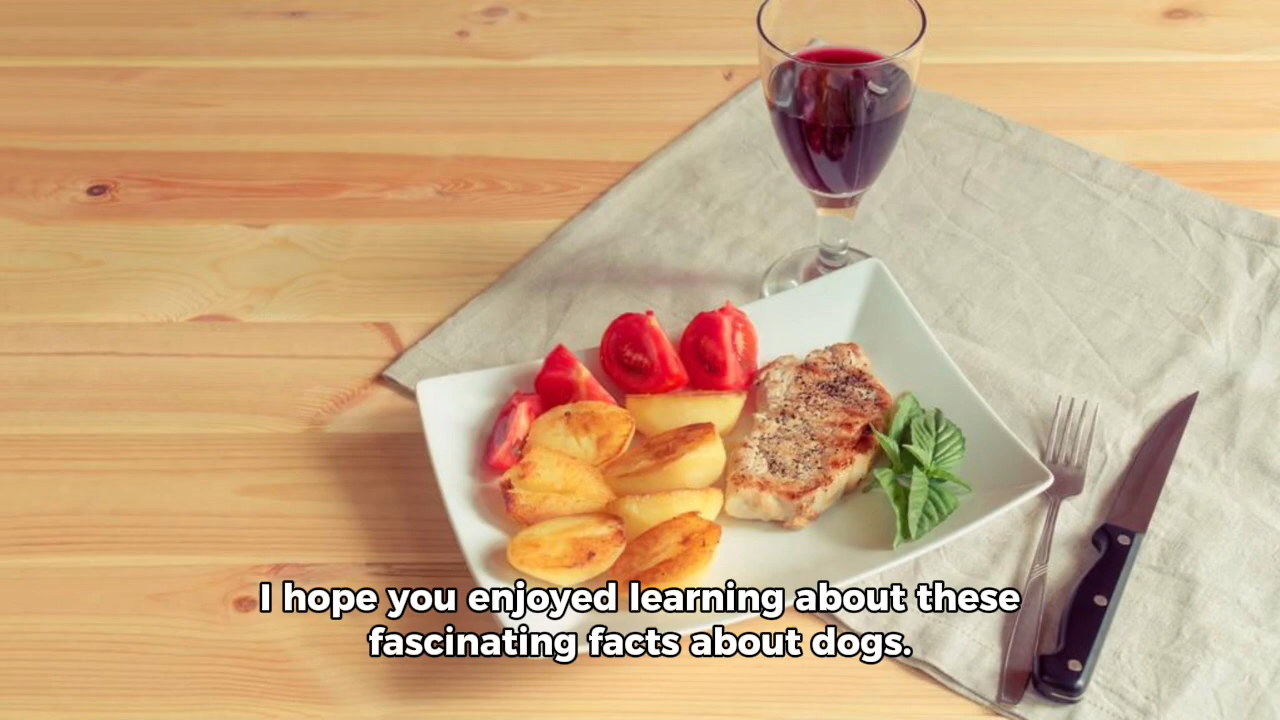 I hope you enjoyed learning about these
fascinating facts about dogs.